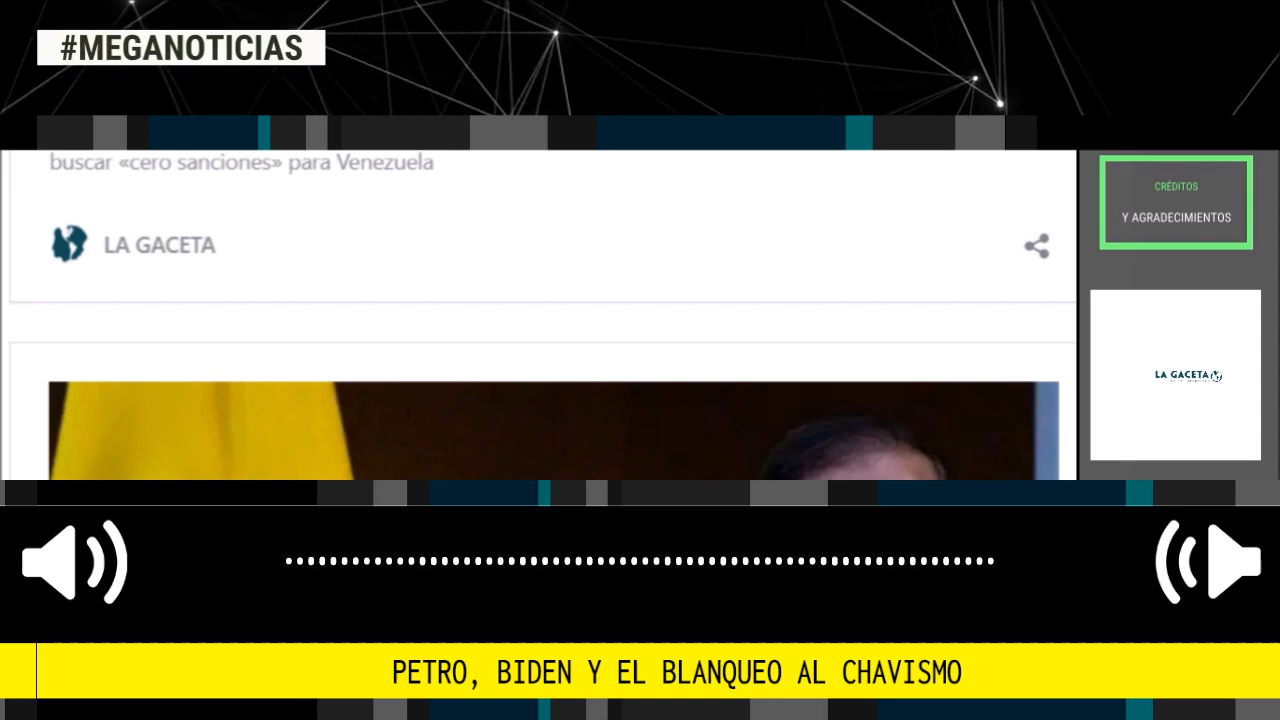 #MEGANOTICIAS
buscar «cero sanciones» para Venezuela
LA GACETA
CRÉDITOS
Y AGRADECIMIENTOS
LA GACETA
PETRO, BIDEN Y EL BLANQUEO AL CHAVISMO